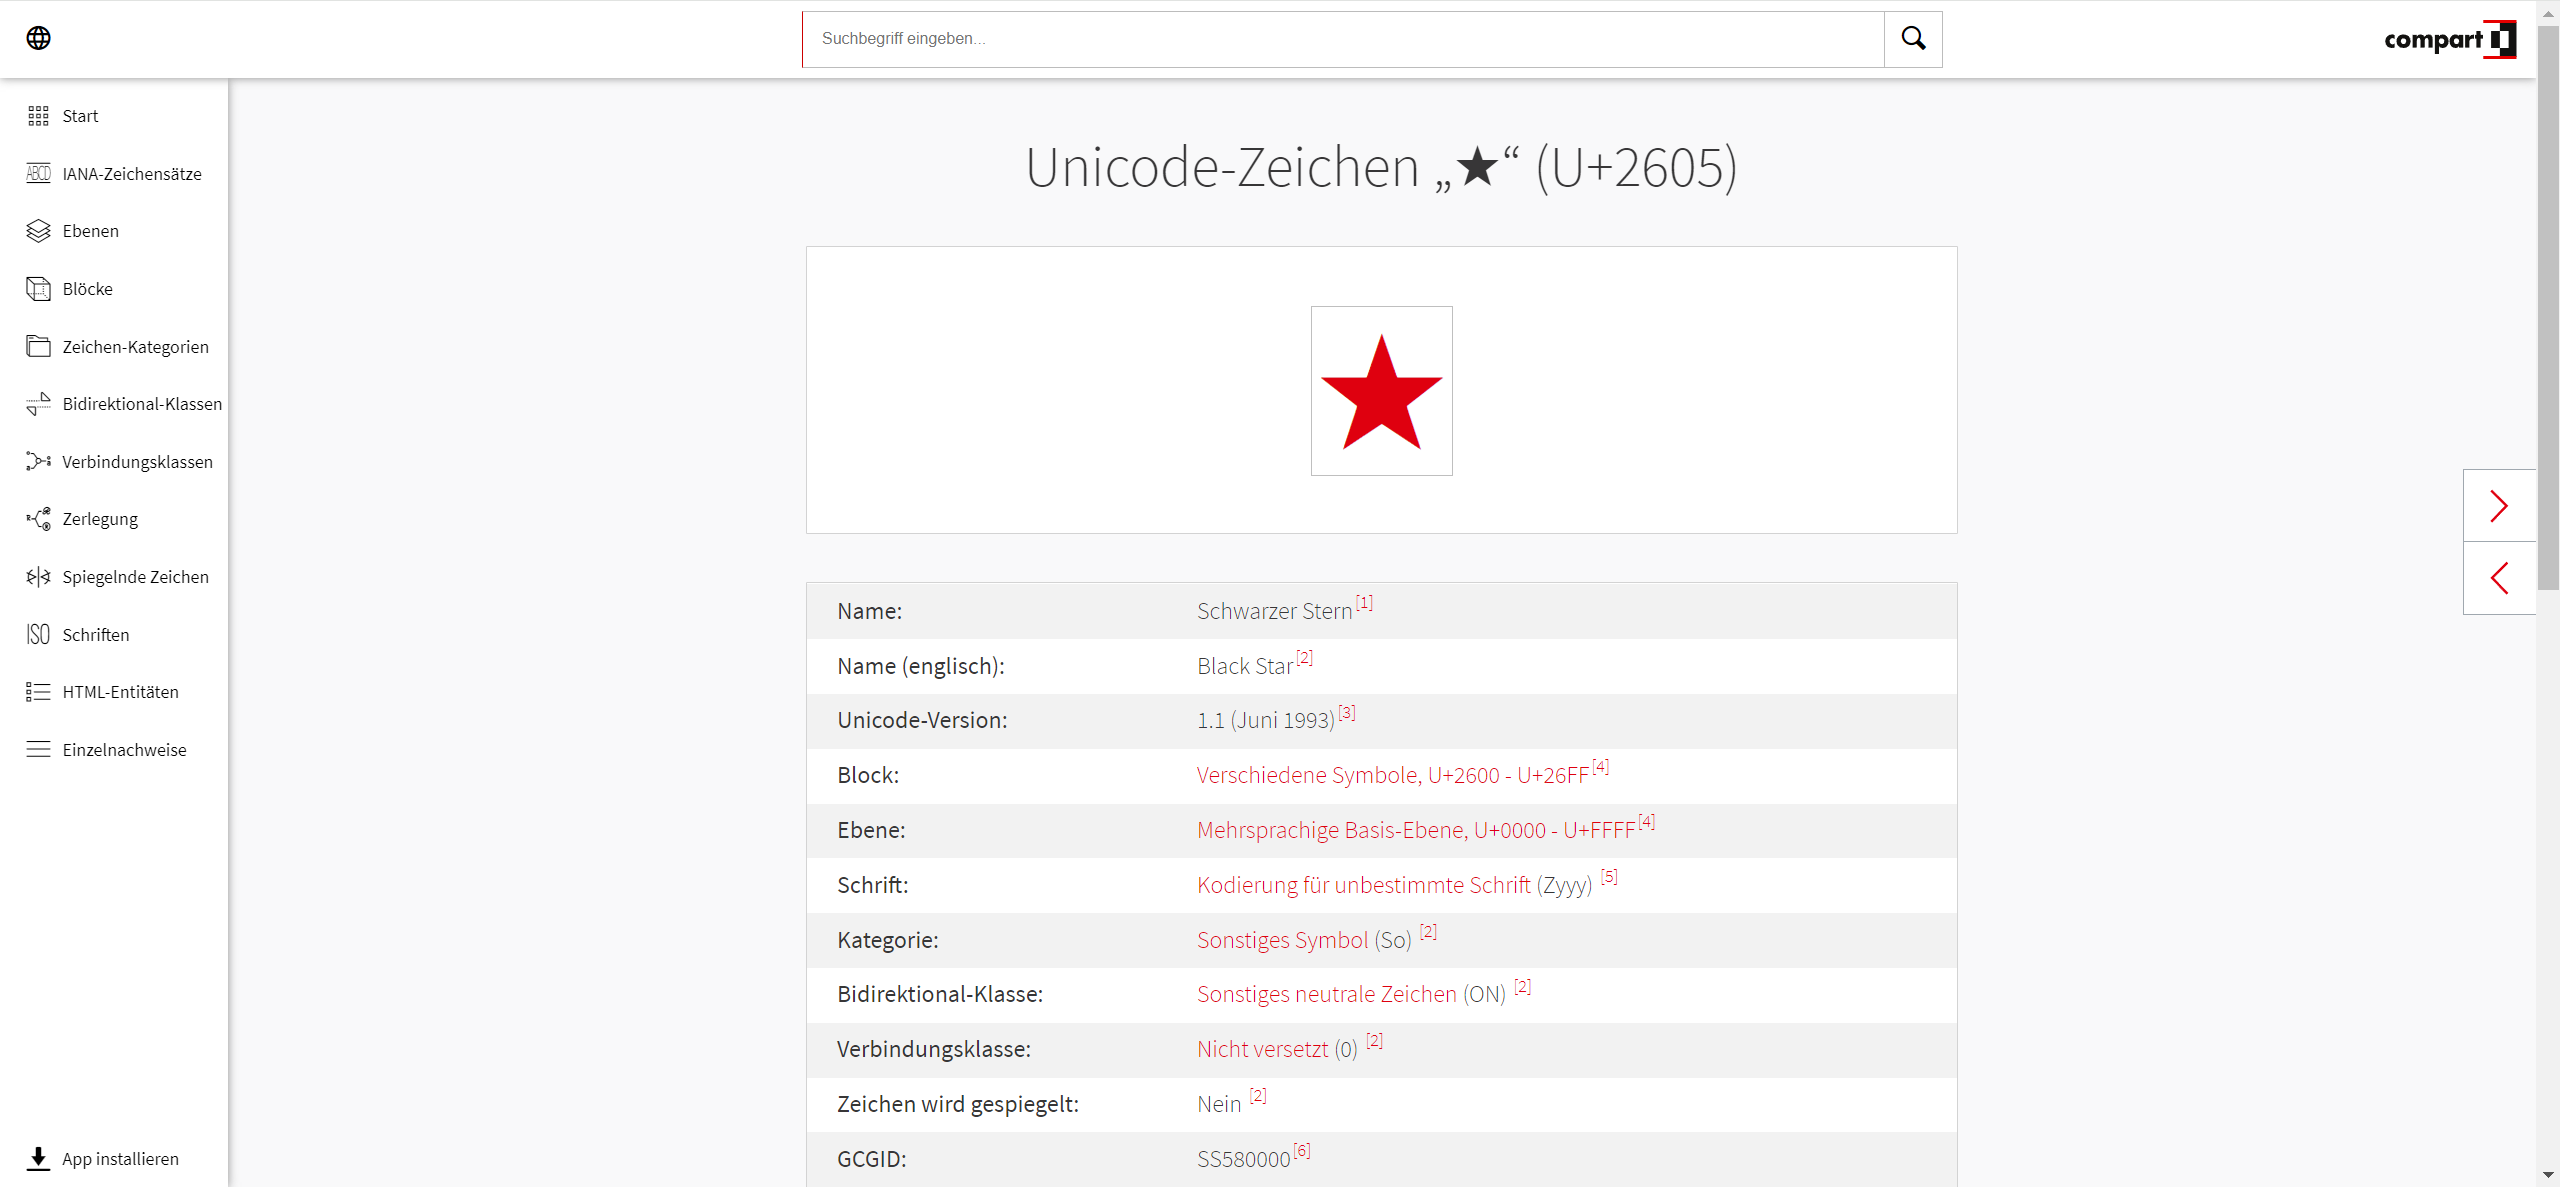 Suchbegriff eingeben...
compart
Start
IANA-Zeichensätze
Ebenen
Blöcke
Zeichen-Kategorien
Bidirektional-Klassen
Verbindungsklassen
Zerlegung
Spiegelnde Zeichen
Schriften
HTML-Entitäten
Einzelnachweise
App installieren
Unicode-Zeichen „★“ (U+2605)
Name: Schwarzer Stern[1]
Name (englisch): Black Star[2]
Unicode-Version: 1.1 (Juni 1993)[3]
Block: Verschiedene Symbole, U+2600 - U+26FF[4]
Ebene: Mehrsprachige Basis-Ebene, U+0000 - U+FFFF[4]
Schrift: Kodierung für unbestimmte Schrift (Zyyy) [5]
Kategorie: Sonstiges Symbol (So) [2]
Bidirektional-Klasse: Sonstiges neutrale Zeichen (ON) [2]
Verbindungsklasse: Nicht versetzt (0) [2]
Zeichen wird gespiegelt: Nein [2]
GCGID: SS580000[6]